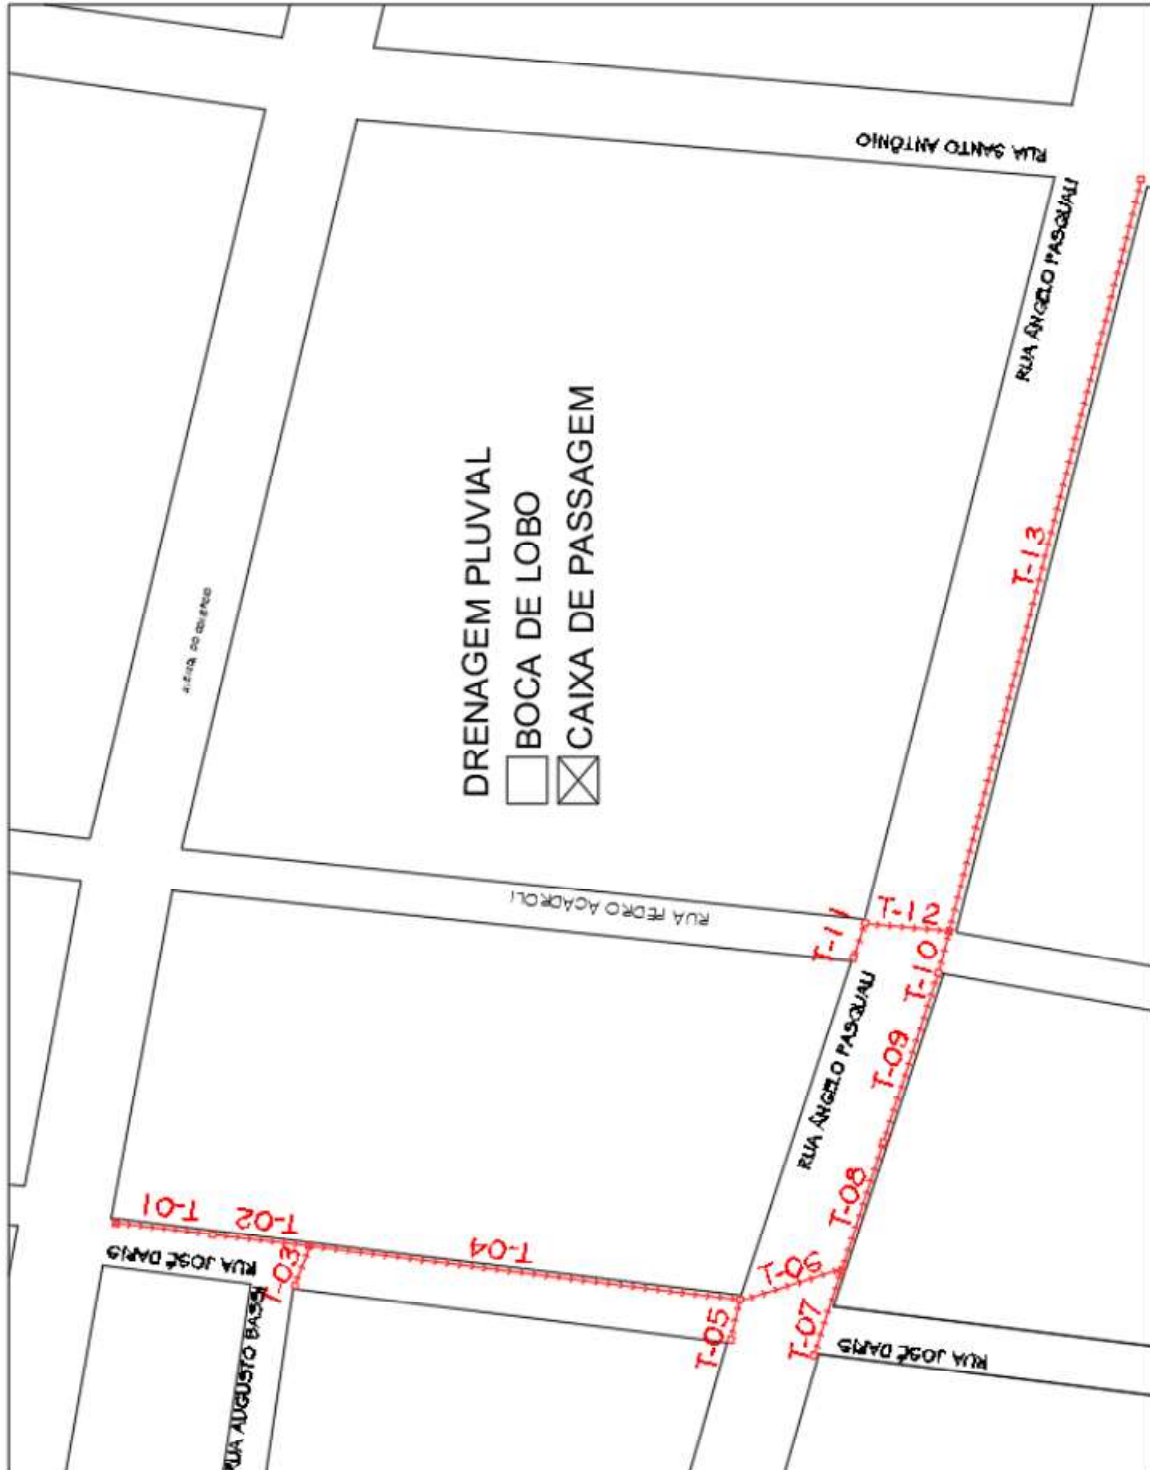 RUA SANTO ANTÔNIO
RUA ÂNGELO PASQUALI
DRENAGEM PLUVIAL
BOCA DE LOBO
CAIXA DE PASSAGEM
T-13
RUA PEDRO
T-11
T-12
T-10
RUA ÂNGELO PASQUALI
T-09
T-08
T-01
T-02
T-03
T-04
T-05
T-06
T-07
RUA JOSÉ DARIS
RUA AUGUSTO BASSI
RUA JOSÉ DARIS